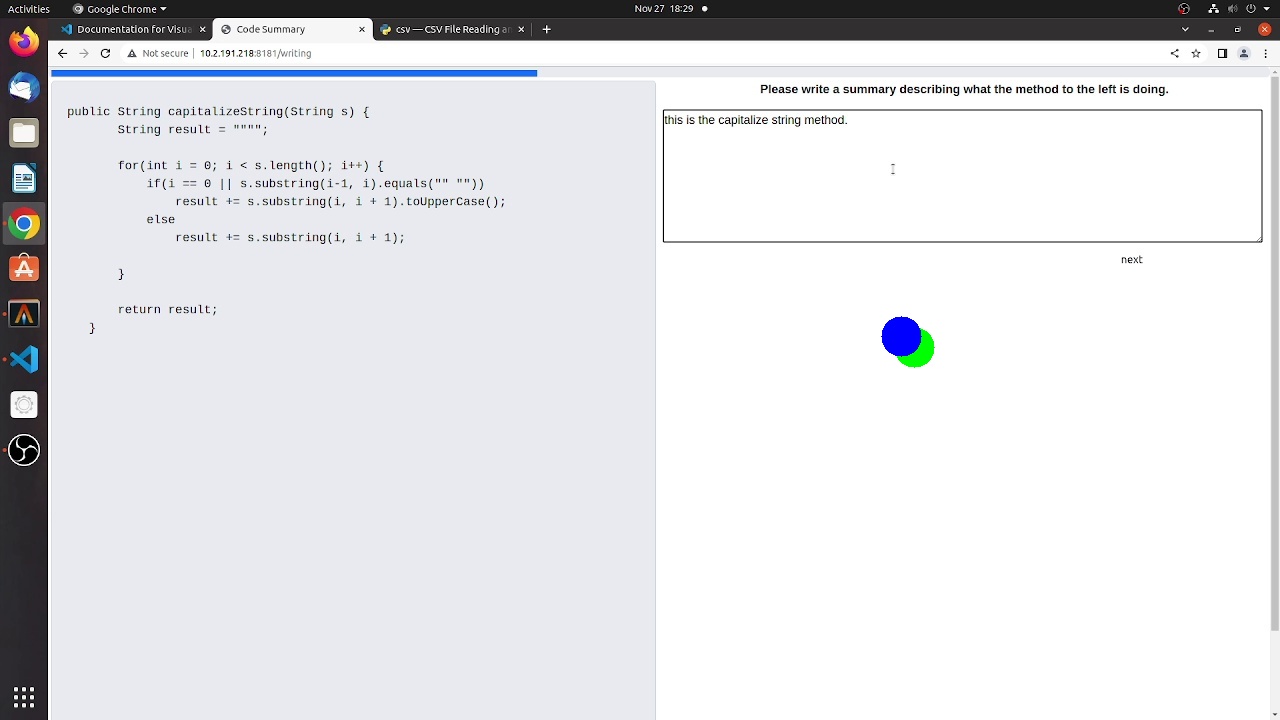 Activities
Google Chrome
Nov 27 18:29
Documentation for Visua
Code Summary
csv — CSV File Reading an
Not secure
10.2.191.218:8181/writing
public String capitalizeString(String s) {
String result = """";
for(int i = 0; i < s.length(); i++) {
if(i == 0 || s.substring(i-1, i).equals("" ""))
result += s.substring(i, i + 1).toUpperCase();
else
result += s.substring(i, i + 1);
}
return result;
}
Please write a summary describing what the method to the left is doing.
this is the capitalize string method.
next